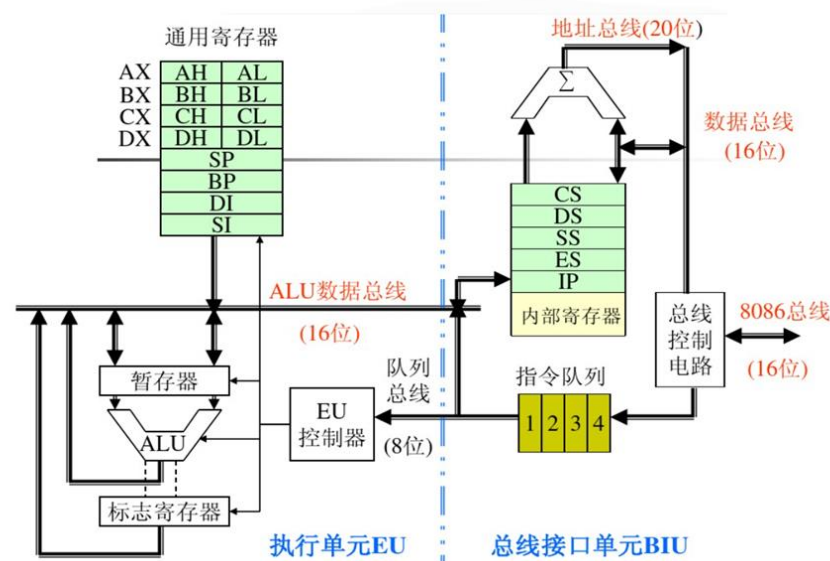 通用寄存器
地址总线(20位)
AX AH AL
BX BH BL
CX CH CL
DX DH DL
SP
BP
DI
SI
Σ
数据总线
(16位)
CS
DS
SS
ES
IP
内部寄存器
ALU数据总线
(16位)
总线
控制
电路
8086总线
(16位)
暂存器
ALU
标志寄存器
EU
控制器
队列
总线
(8位)
指令队列
1 2 3 4
执行单元EU
总线接口单元BIU